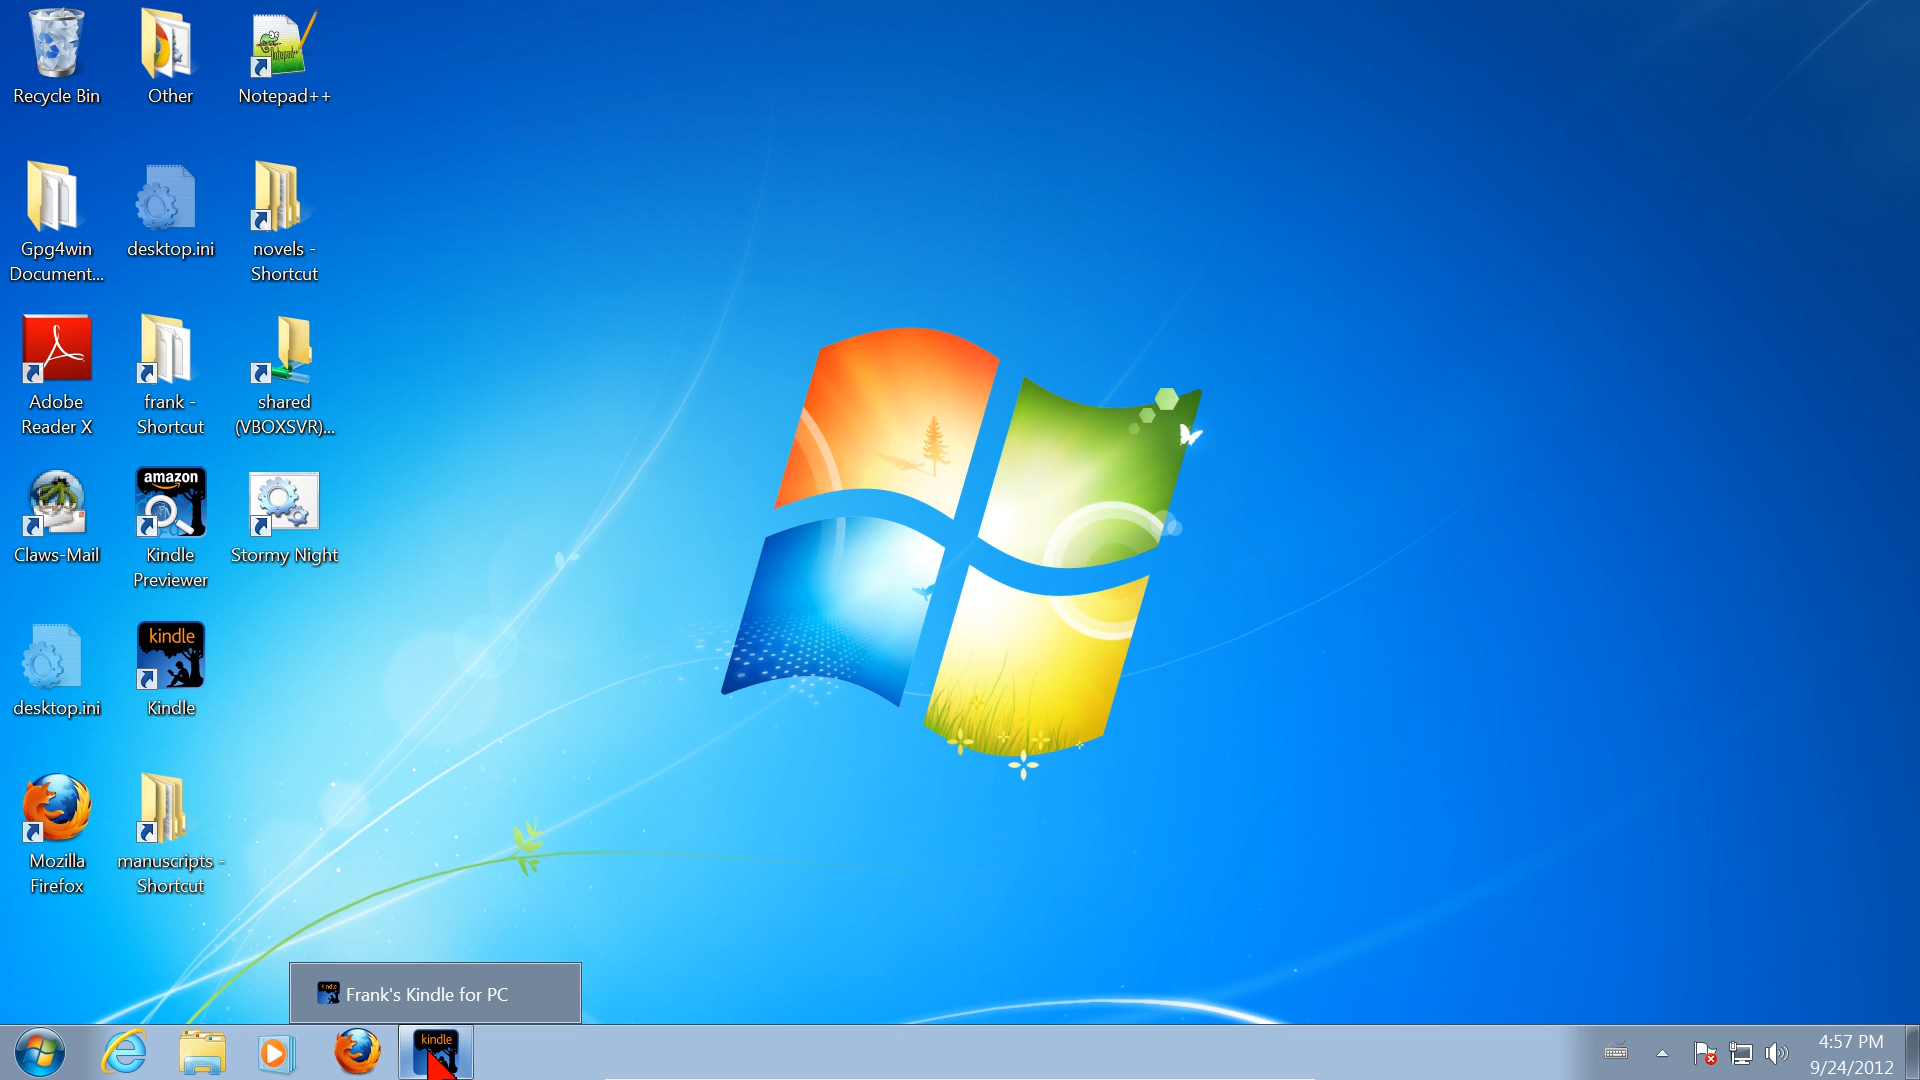 Recycle Bin
Other
Notepad++
Notepad++
Gpg4win
Document...
desktop.ini
novels -
Shortcut
Adobe
Reader X
frank -
Shortcut
shared
(VBOXSVR)...
amazon
Claws-Mail
Kindle
Previewer
Stormy Night
kindle
desktop.ini
Kindle
Mozilla
Firefox
manuscripts -
Shortcut
kindle
Frank's Kindle for PC
kindle
4:57 PM
9/24/2012